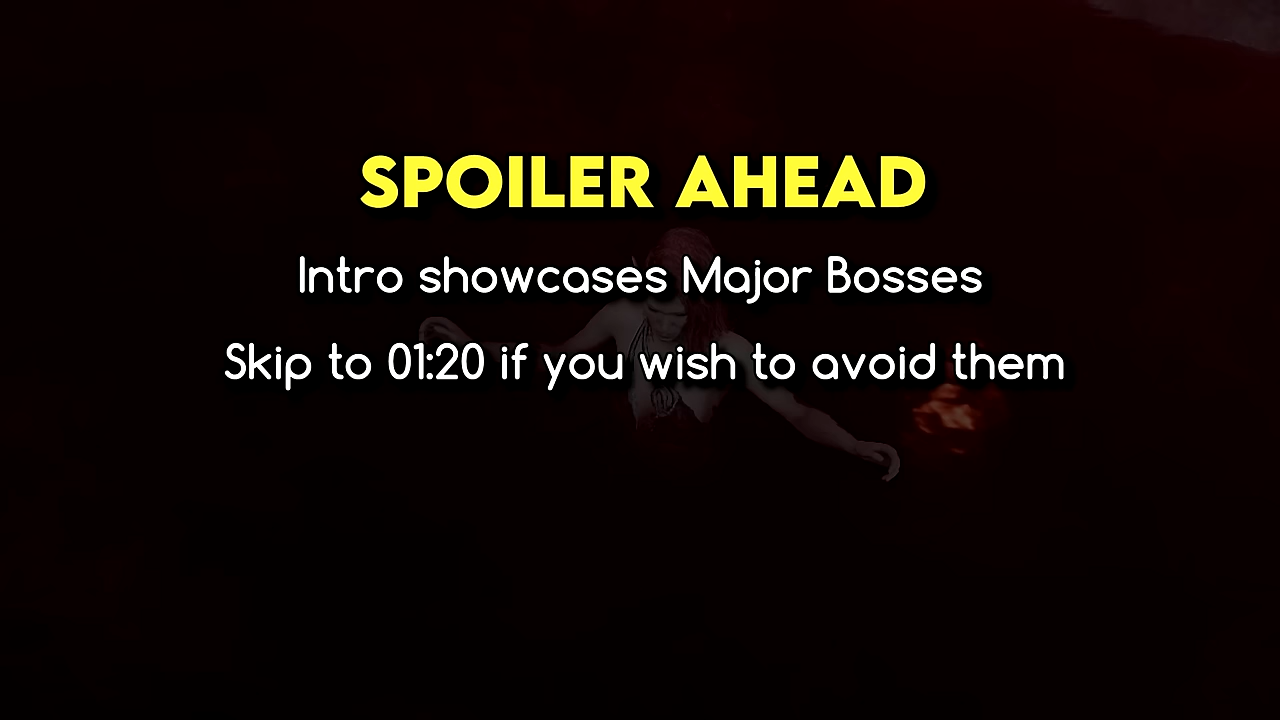 SPOILER AHEAD
Intro showcases Major Bosses
Skip to 01:20 if you wish to avoid them